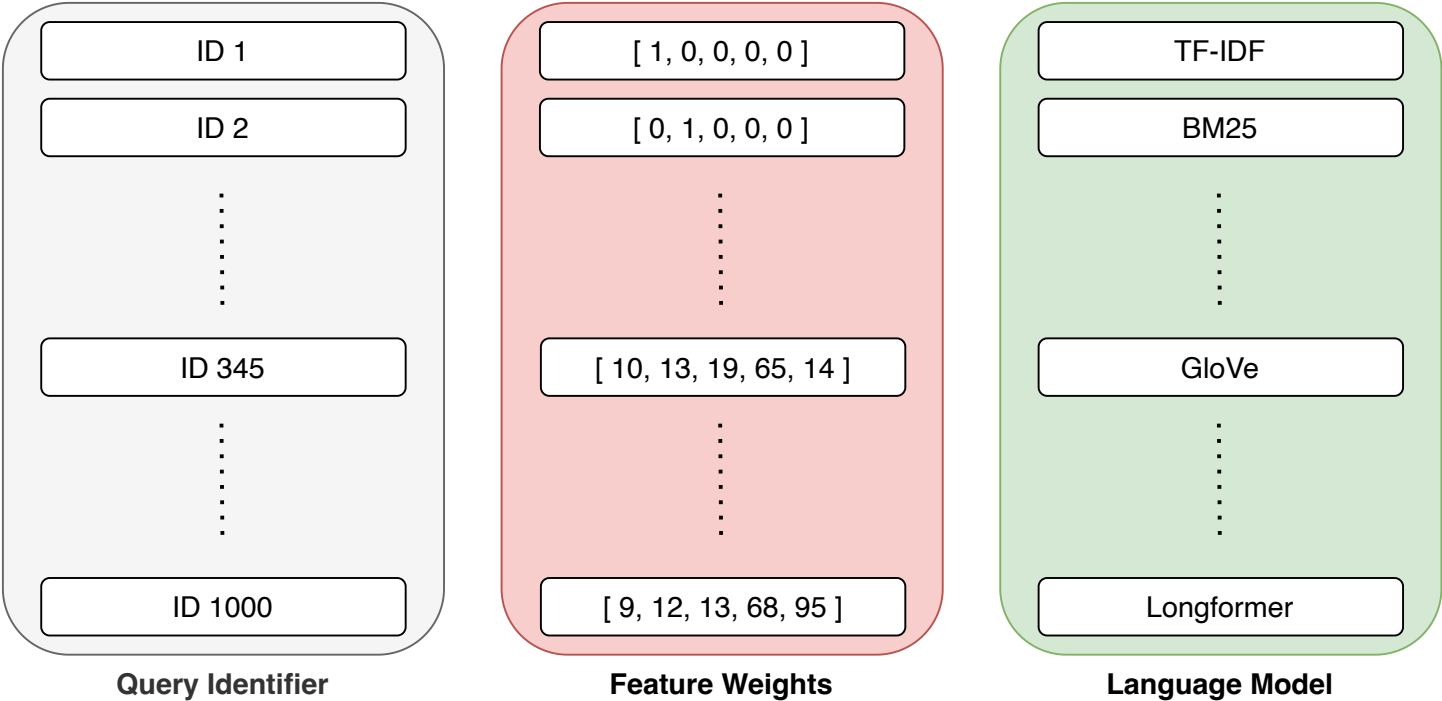 ID 1
[ 1, 0, 0, 0, 0 ]
TF-IDF
ID 2
[ 0, 1, 0, 0, 0 ]
BM25
ID 345
[ 10, 13, 19, 65, 14 ]
GloVe
ID 1000
[ 9, 12, 13, 68, 95 ]
Longformer
Query Identifier
Feature Weights
Language Model